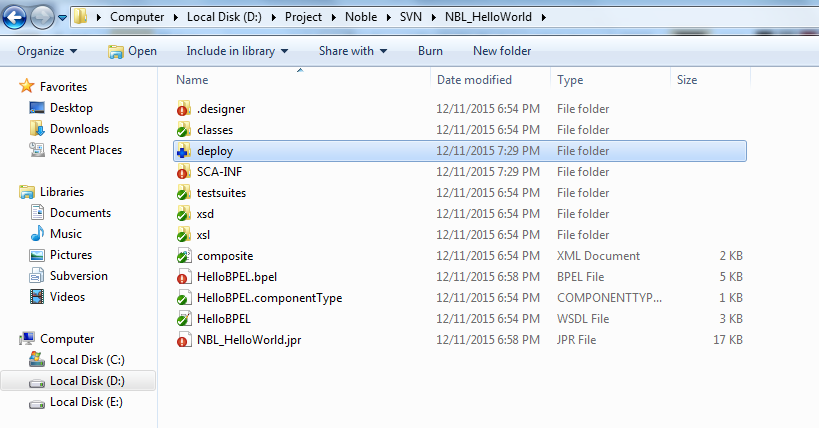 Computer Local Disk (D:) Project Noble SVN NBL_HelloWorld
Organize Open Include in library Share with Burn New folder
Name Date modified Type Size
Favorites
Desktop
Downloads
Recent Places
Libraries
Documents
Music
Pictures
Subversion
Videos
Computer
Local Disk (C:)
Local Disk (D:)
Local Disk (E:)
.designer 12/11/2015 6:54 PM File folder
classes 12/11/2015 6:54 PM File folder
deploy 12/11/2015 7:29 PM File folder
SCA-INF 12/11/2015 7:29 PM File folder
testsuites 12/11/2015 6:54 PM File folder
xsd 12/11/2015 6:54 PM File folder
xsl 12/11/2015 6:54 PM File folder
composite 12/11/2015 6:54 PM XML Document 2 KB
HelloBPEL.bpel 12/11/2015 6:58 PM BPEL File 5 KB
HelloBPEL.componentType 12/11/2015 6:54 PM COMPONENTTYP... 1 KB
HelloBPEL 12/11/2015 6:54 PM WSDL File 3 KB
NBL_HelloWorld.jpr 12/11/2015 6:58 PM JPR File 17 KB